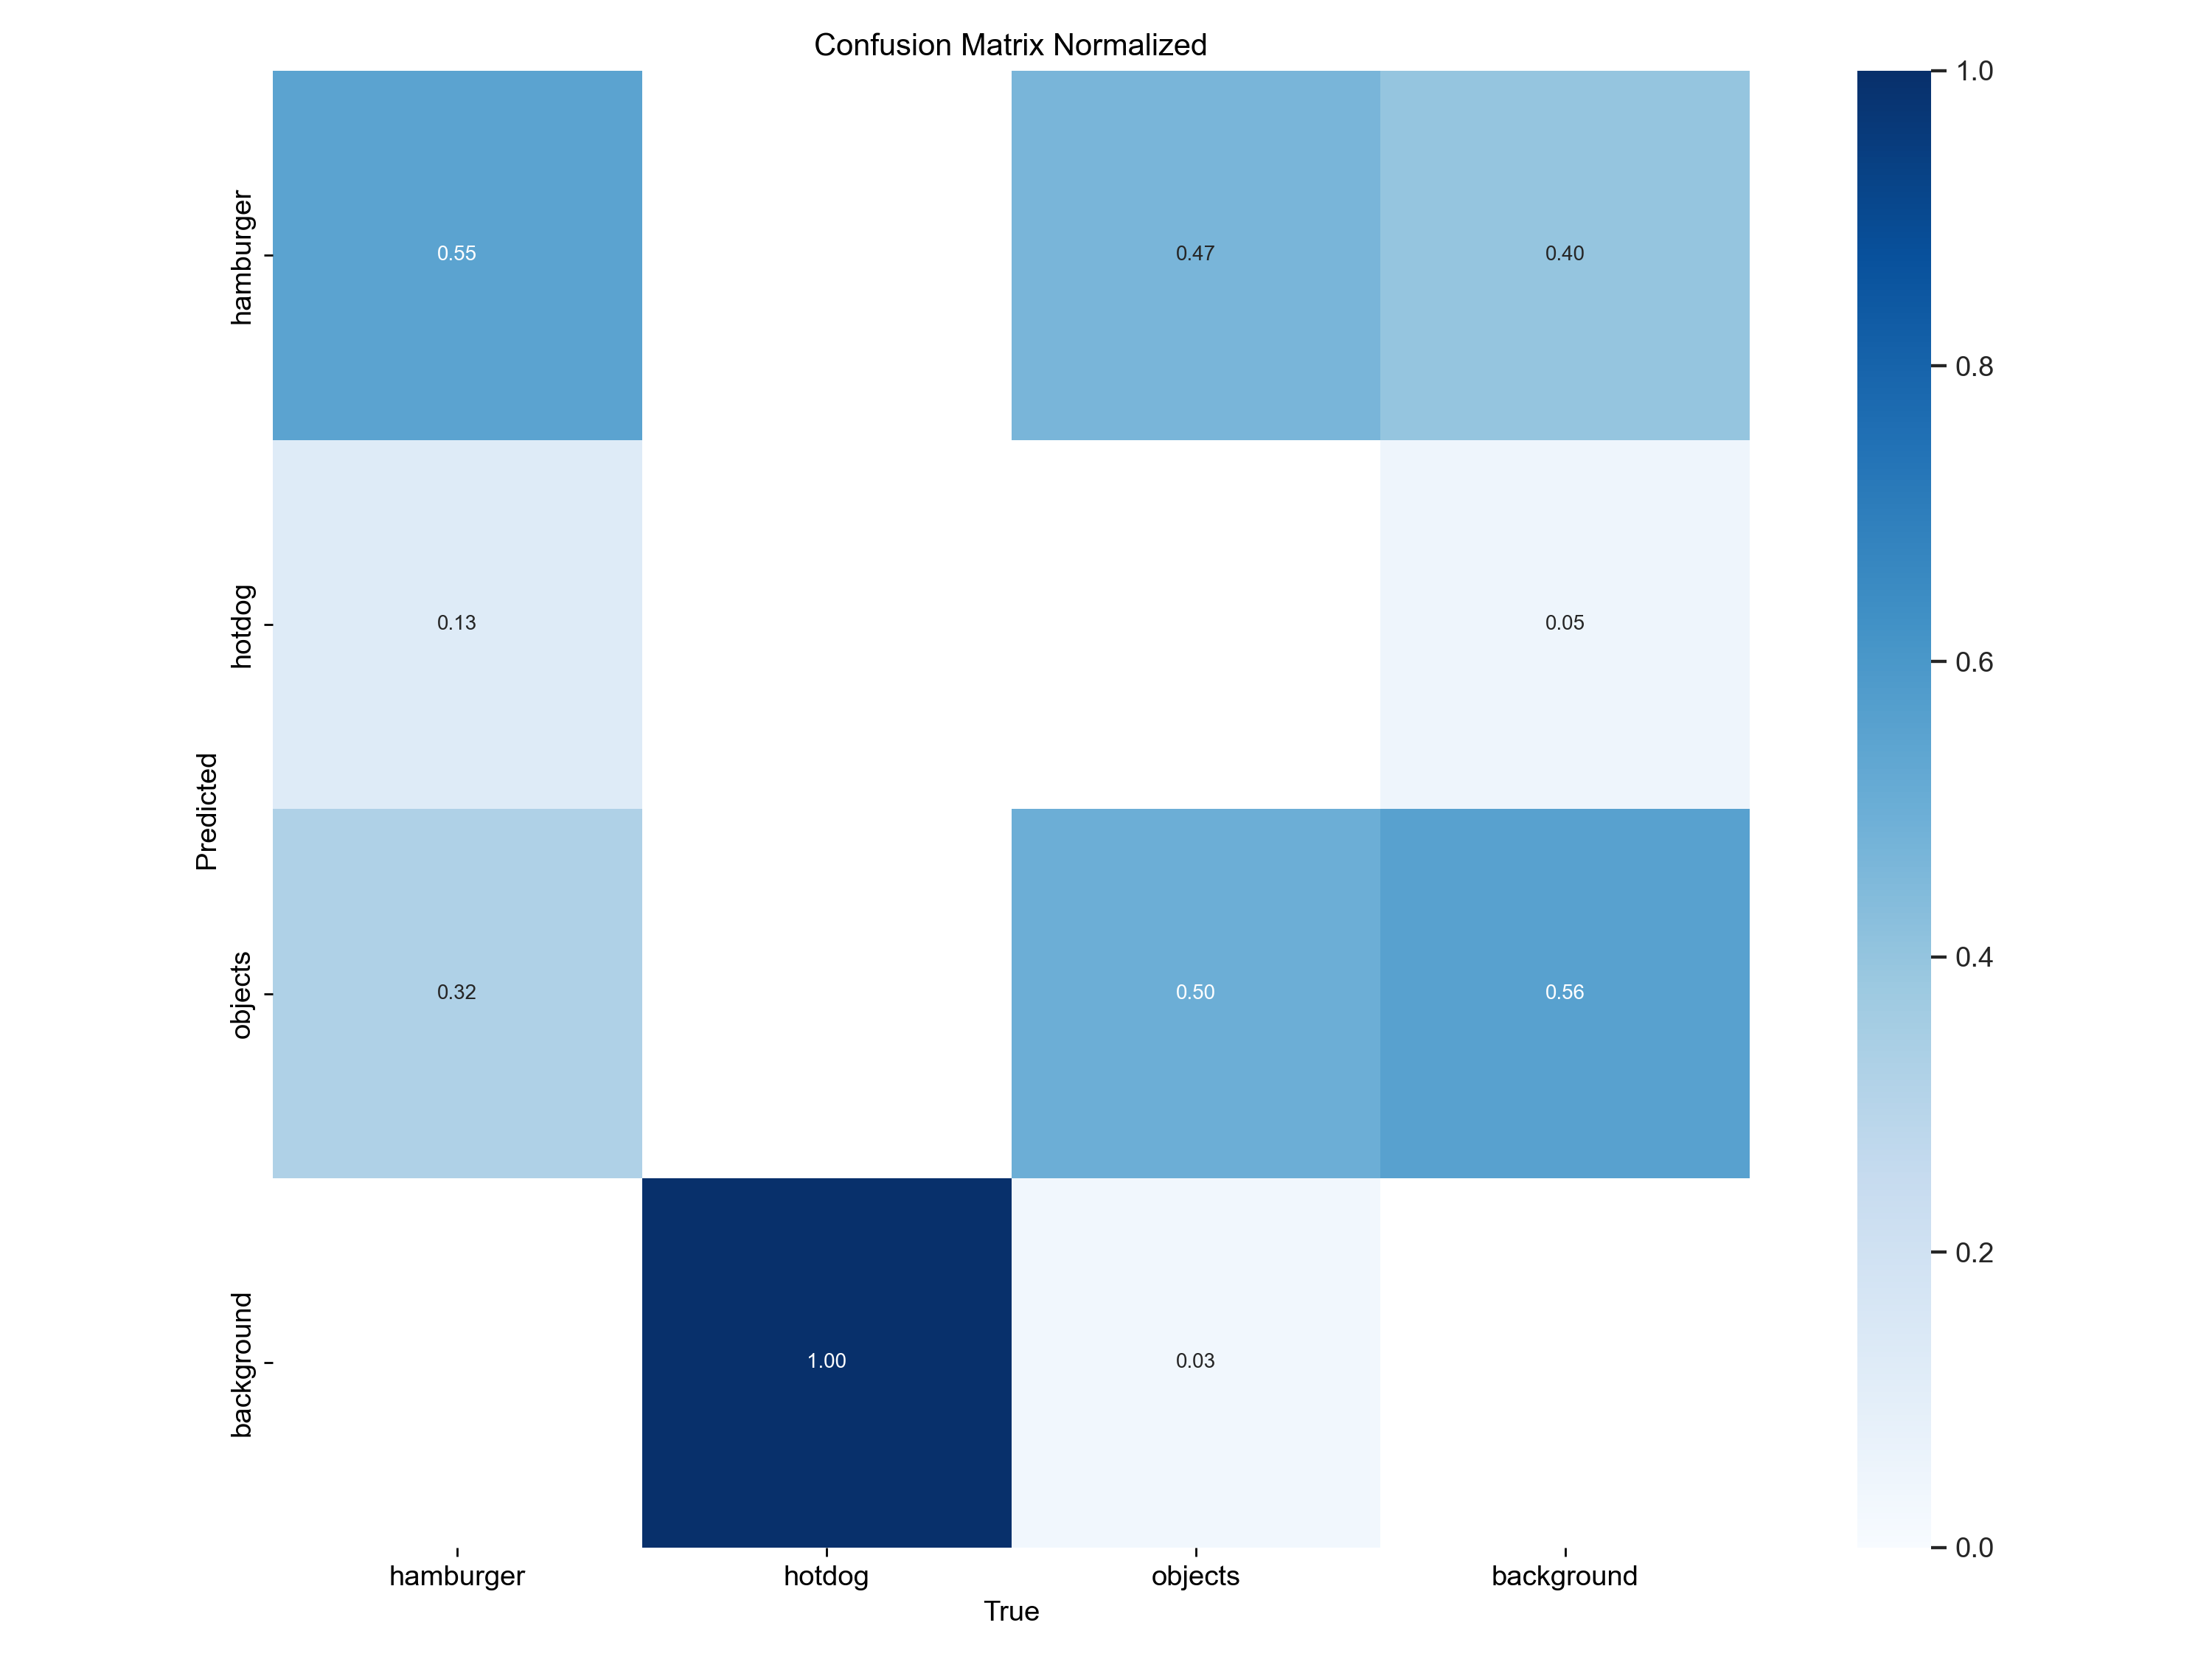 Confusion Matrix Normalized
hamburger
0.55
0.47
0.40
hotdog
0.13
0.05
objects
0.32
0.50
0.56
background
1.00
0.03
Predicted
hamburger
hotdog
objects
background
True
1.0
0.8
0.6
0.4
0.2
0.0